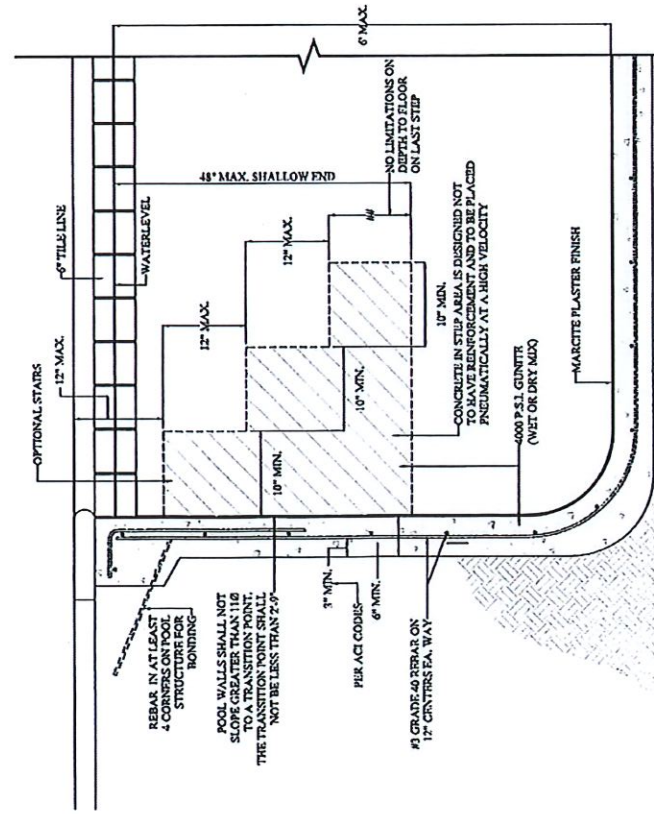 OPTIONAL STAIRS
12" MAX.
6" TILE LINE
WATERLEVEL
12" MAX.
48" MAX. SHALLOW END
12" MAX.
NO LIMITATIONS ON
DEPTH TO FLOOR
ON LAST STEP
6' MAX.
REBAR IN AT LEAST
4 CORNERS ON POOL
STRUCTURE FOR
BONDING
POOL WALLS SHALL NOT
SLOPE GREATER THAN 11Ø
TO A TRANSITION POINT.
THE TRANSITION POINT SHALL
NOT BE LESS THAN 2'-9"
10" MIN.
10" MIN.
10" MIN.
3" MIN.
PER ACI CODES
6" MIN.
#3 GRADE 40 REBAR ON
12" CENTERS EA. WAY
CONCRETE IN STEP AREA IS DESIGNED NOT
TO HAVE REINFORCEMENT AND TO BE PLACED
PNEUMATICALLY AT A HIGH VELOCITY
4000 P.S.I. GUNITR
(WET OR DRY MIX)
MARCITE PLASTER FINISH